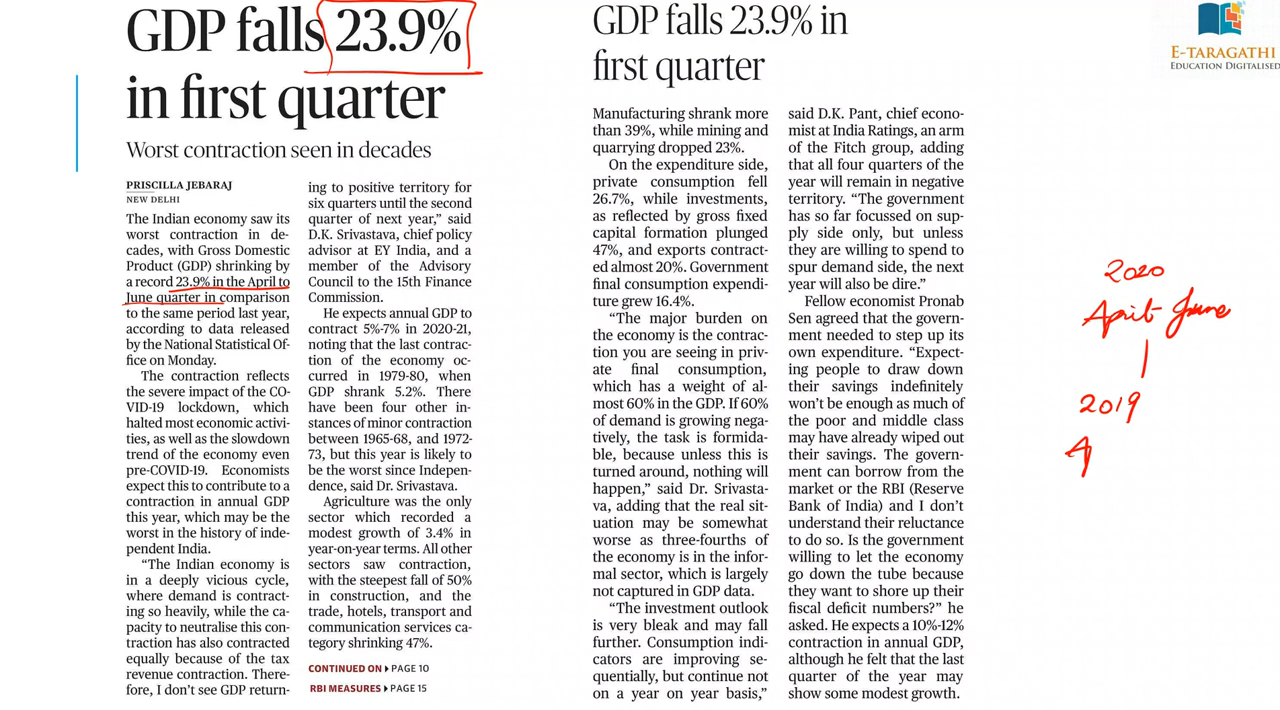 GDP falls 23.9%
in first quarter
Worst contraction seen in decades
PRISCILLA JEBARAJ
NEW DELHI
The Indian economy saw its
worst contraction in de-
cades, with Gross Domestic
Product (GDP) shrinking by
a record 23.9% in the April to
June quarter in comparison
to the same period last year,
according to data released
by the National Statistical Of-
fice on Monday.
The contraction reflects
the severe impact of the CO-
VID-19 lockdown, which
halted most economic activi-
ties, as well as the slowdown
trend of the economy even
pre-COVID-19. Economists
expect this to contribute to a
contraction in annual GDP
this year, which may be the
worst in the history of inde-
pendent India.
“The Indian economy is
in a deeply vicious cycle,
where demand is contract-
ing so heavily, while the ca-
pacity to neutralise this con-
traction has also contracted
equally because of the tax
revenue contraction. There-
fore, I don’t see GDP return-
ing to positive territory for
six quarters until the second
quarter of next year,” said
D.K. Srivastava, chief policy
advisor at EY India, and a
member of the Advisory
Council to the 15th Finance
Commission.
He expects annual GDP to
contract 5%-7% in 2020-21,
noting that the last contrac-
tion of the economy oc-
curred in 1979-80, when
GDP shrank 5.2%. There
have been four other in-
stances of minor contraction
between 1965-68, and 1972-
73, but this year is likely to
be the worst since Indepen-
dence, said Dr. Srivastava.
Agriculture was the only
sector which recorded a
modest growth of 3.4% in
year-on-year terms. All other
sectors saw contraction,
with the steepest fall of 50%
in construction, and the
trade, hotels, transport and
communication services ca-
tegory shrinking 47%.
CONTINUED ON ▸ PAGE 10
RBI MEASURES ▸ PAGE 15
GDP falls 23.9% in
first quarter
Manufacturing shrank more
than 39%, while mining and
quarrying dropped 23%.
On the expenditure side,
private consumption fell
26.7%, while investments,
as reflected by gross fixed
capital formation plunged
47%, and exports contract-
ed almost 20%. Government
final consumption expendi-
ture grew 16.4%.
“The major burden on
the economy is the contrac-
tion you are seeing in priv-
ate final consumption,
which has a weight of al-
most 60% in the GDP. If 60%
of demand is growing nega-
tively, the task is formida-
ble, because unless this is
turned around, nothing will
happen,” said Dr. Srivasta-
va, adding that the real sit-
uation may be somewhat
worse as three-fourths of
the economy is in the infor-
mal sector, which is largely
not captured in GDP data.
“The investment outlook
is very bleak and may fall
further. Consumption indi-
cators are improving se-
quentially, but continue not
on a year on year basis,”
said D.K. Pant, chief econo-
mist at India Ratings, an arm
of the Fitch group, adding
that all four quarters of the
year will remain in negative
territory. “The government
has so far focussed on sup-
ply side only, but unless
they are willing to spend to
spur demand side, the next
year will also be dire.”
Fellow economist Pronab
Sen agreed that the govern-
ment needed to step up its
own expenditure. “Expect-
ing people to draw down
their savings indefinitely
won’t be enough as much of
the poor and middle class
may have already wiped out
their savings. The govern-
ment can borrow from the
market or the RBI (Reserve
Bank of India) and I don’t
understand their reluctance
to do so. Is the government
willing to let the economy
go down the tube because
they want to shore up their
fiscal deficit numbers?” he
asked. He expects a 10%-12%
contraction in annual GDP,
although he felt that the last
quarter of the year may
show some modest growth.
E-TARAGATHI
EDUCATION DIGITALISED
2020
April-June
2019
A